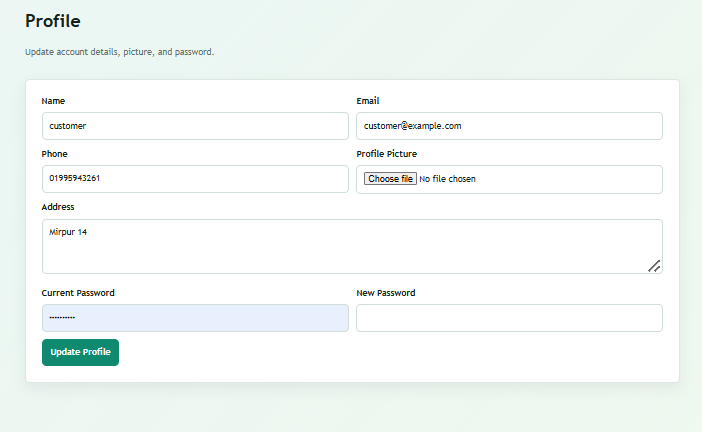 Profile
Update account details, picture, and password.
Name
Email
customer
customer@example.com
Phone
Profile Picture
01995943261
Choose file No file chosen
Address
Mirpur 14
Current Password
New Password
••••••••••
Update Profile